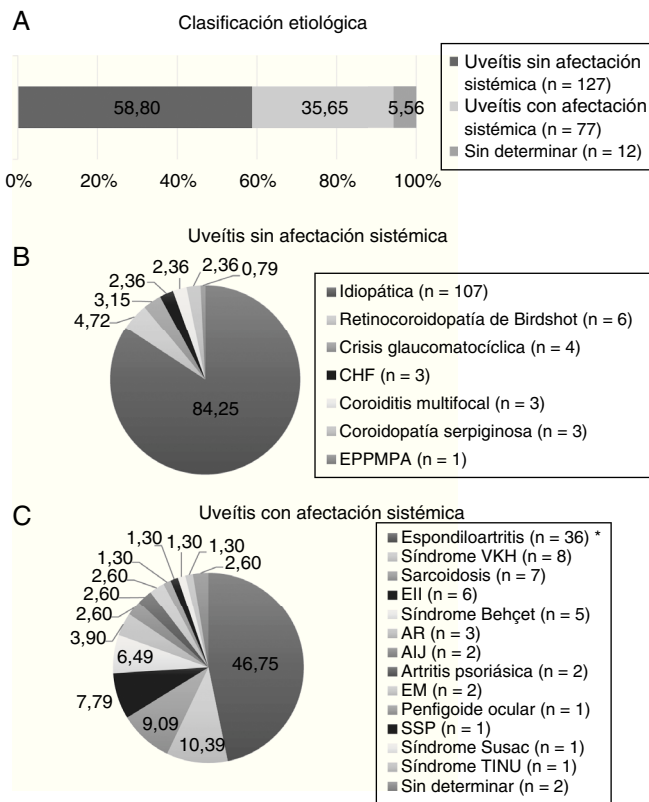 A
Clasificación etiológica
58,80
35,65
5,56
0%
20%
40%
60%
80%
100%
Uveítis sin afectación
sistémica (n = 127)
Uveítis con afectación
sistémica (n = 77)
Sin determinar (n = 12)
Uveítis sin afectación sistémica
B
2,36
2,36
2,36
0,79
3,15
4,72
84,25
Idiopática (n = 107)
Retinocoroidopatía de Birdshot (n = 6)
Crisis glaucomatocíclica (n = 4)
CHF (n = 3)
Coroiditis multifocal (n = 3)
Coroidopatía serpiginosa (n = 3)
EPPMPA (n = 1)
C
Uveítis con afectación sistémica
1,30
1,30
1,30
1,30
2,60
2,60
2,60
2,60
3,90
6,49
7,79
9,09
10,39
46,75
Espondiloartritis (n = 36) *
Síndrome VKH (n = 8)
Sarcoidosis (n = 7)
EII (n = 6)
Síndrome Behçet (n = 5)
AR (n = 3)
AIJ (n = 2)
Artritis psoriásica (n = 2)
EM (n = 2)
Penfigoide ocular (n = 1)
SSP (n = 1)
Síndrome Susac (n = 1)
Síndrome TINU (n = 1)
Sin determinar (n = 2)